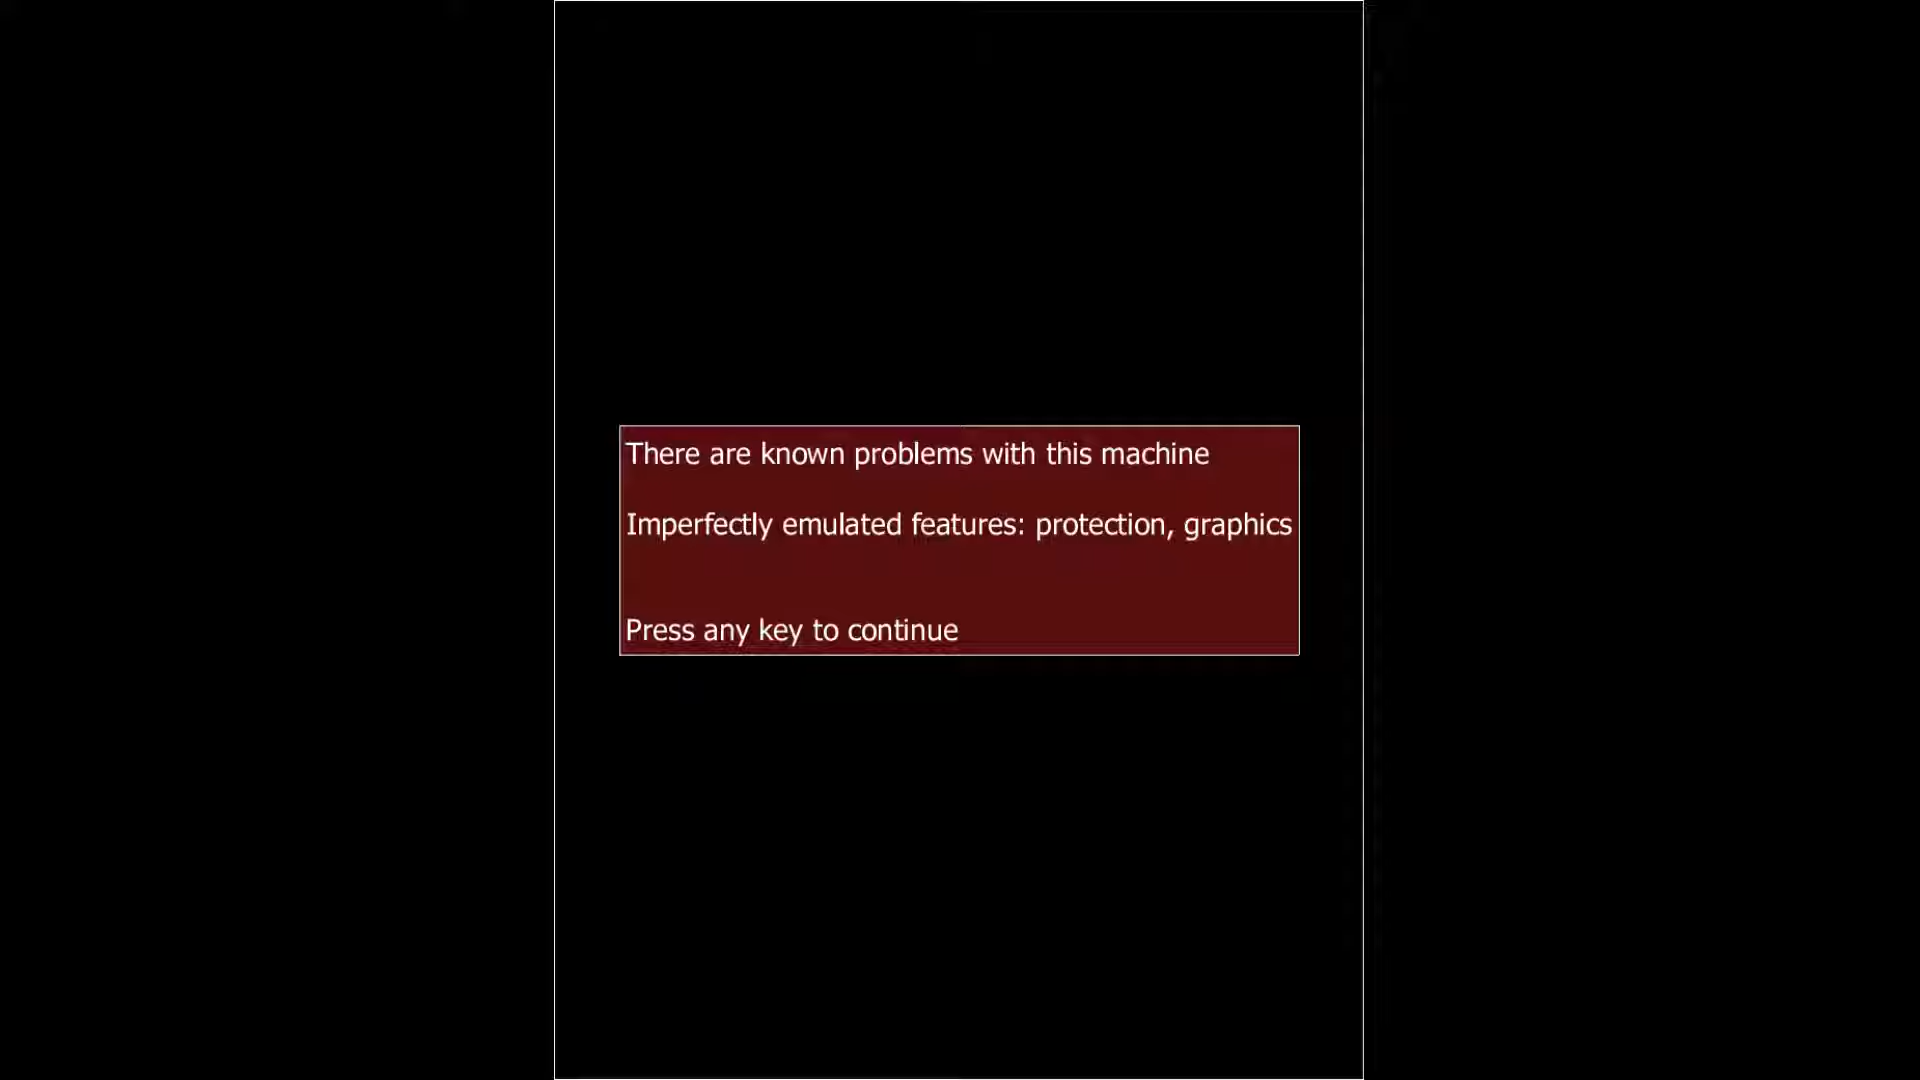 There are known problems with this machine
Imperfectly emulated features: protection, graphics
Press any key to continue